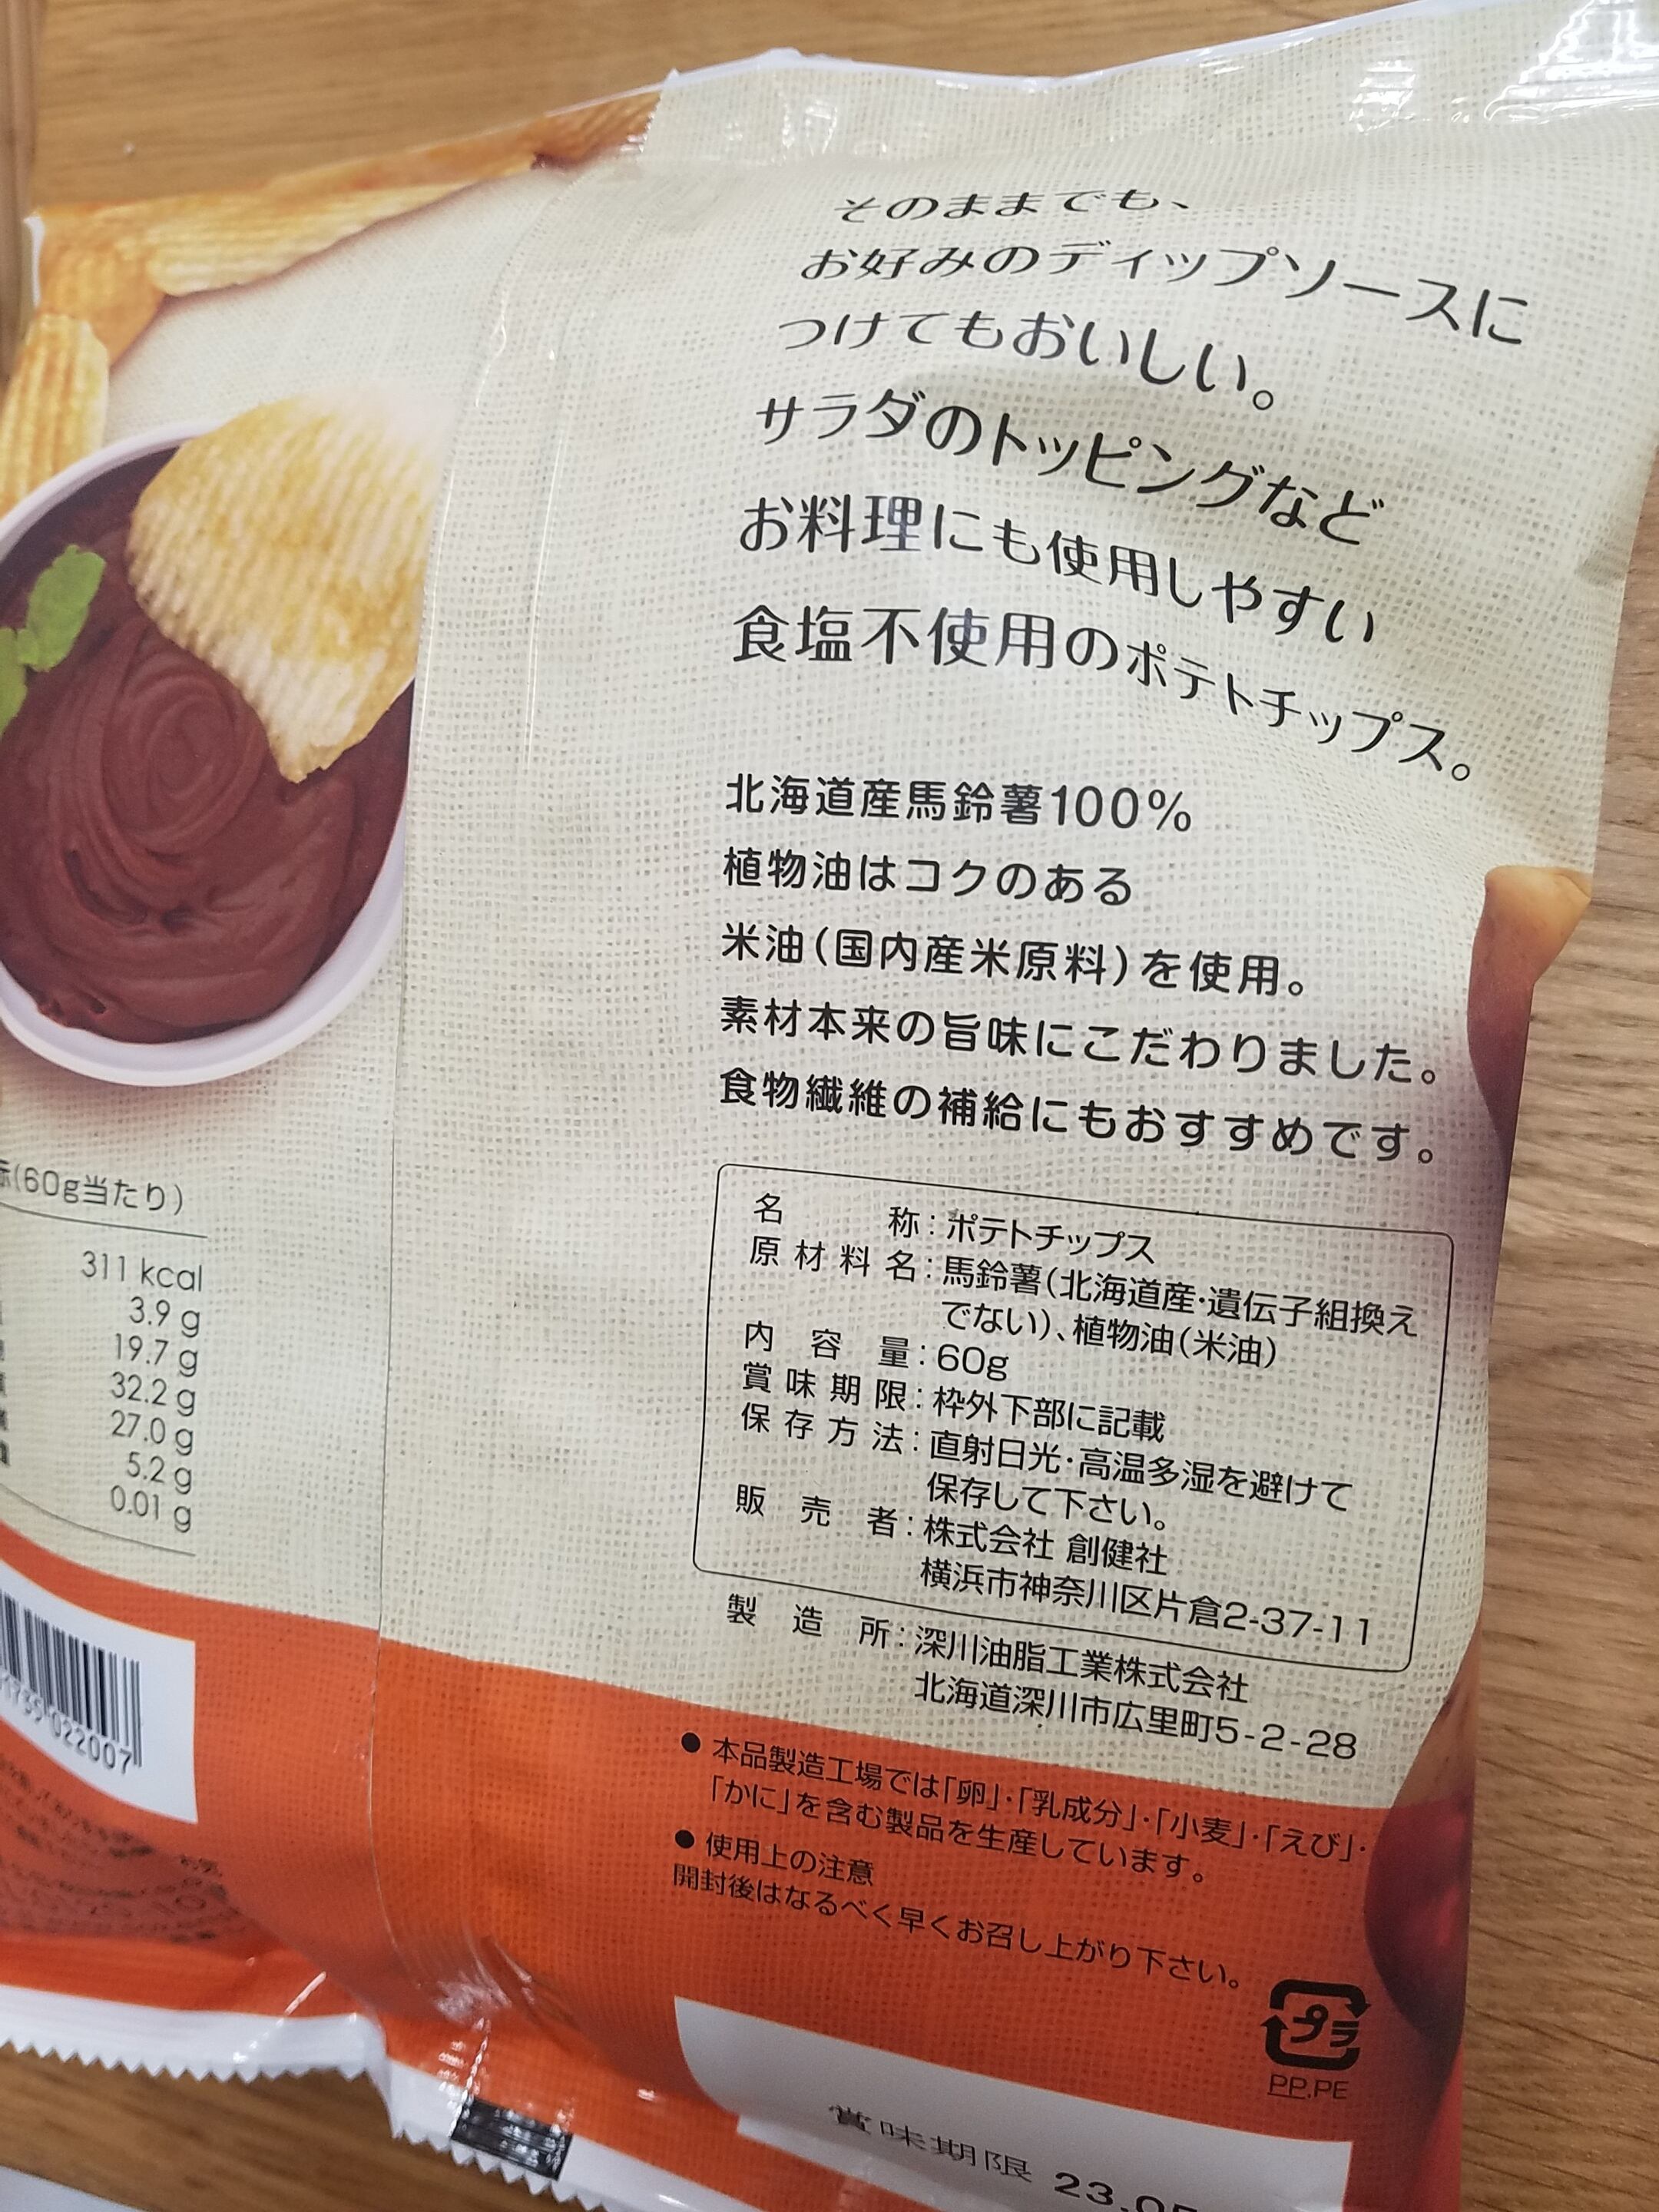 そのままでも、
お好みのディップソースに
つけてもおいしい。
サラダのトッピングなど
お料理にも使用しやすい
食塩不使用のポテトチップス。
北海道産馬鈴薯100%
植物油はコクのある
米油(国内産米原料)を使用。
素材本来の旨味にこだわりました。
食物繊維の補給にもおすすめです。
名称:ポテトチップス
原材料名:馬鈴薯(北海道産・遺伝子組換え
でない)、植物油(米油)
内容量:60g
賞味期限:枠外下部に記載
保存方法:直射日光・高温多湿を避けて
保存して下さい。
販売者:株式会社 創健社
横浜市神奈川区片倉2-37-11
製造所:深川油脂工業株式会社
北海道深川市広里町5-2-28
●本品製造工場では「卵」・「乳成分」・「小麦」・「えび」・
「かに」を含む製品を生産しています。
●使用上の注意
開封後はなるべく早くお召し上がり下さい。
プラ
PP,PE
賞味期限 23.05
(60g当たり)
311 kcal
3.9 g
19.7 g
32.2 g
27.0 g
5.2 g
0.01 g
022007